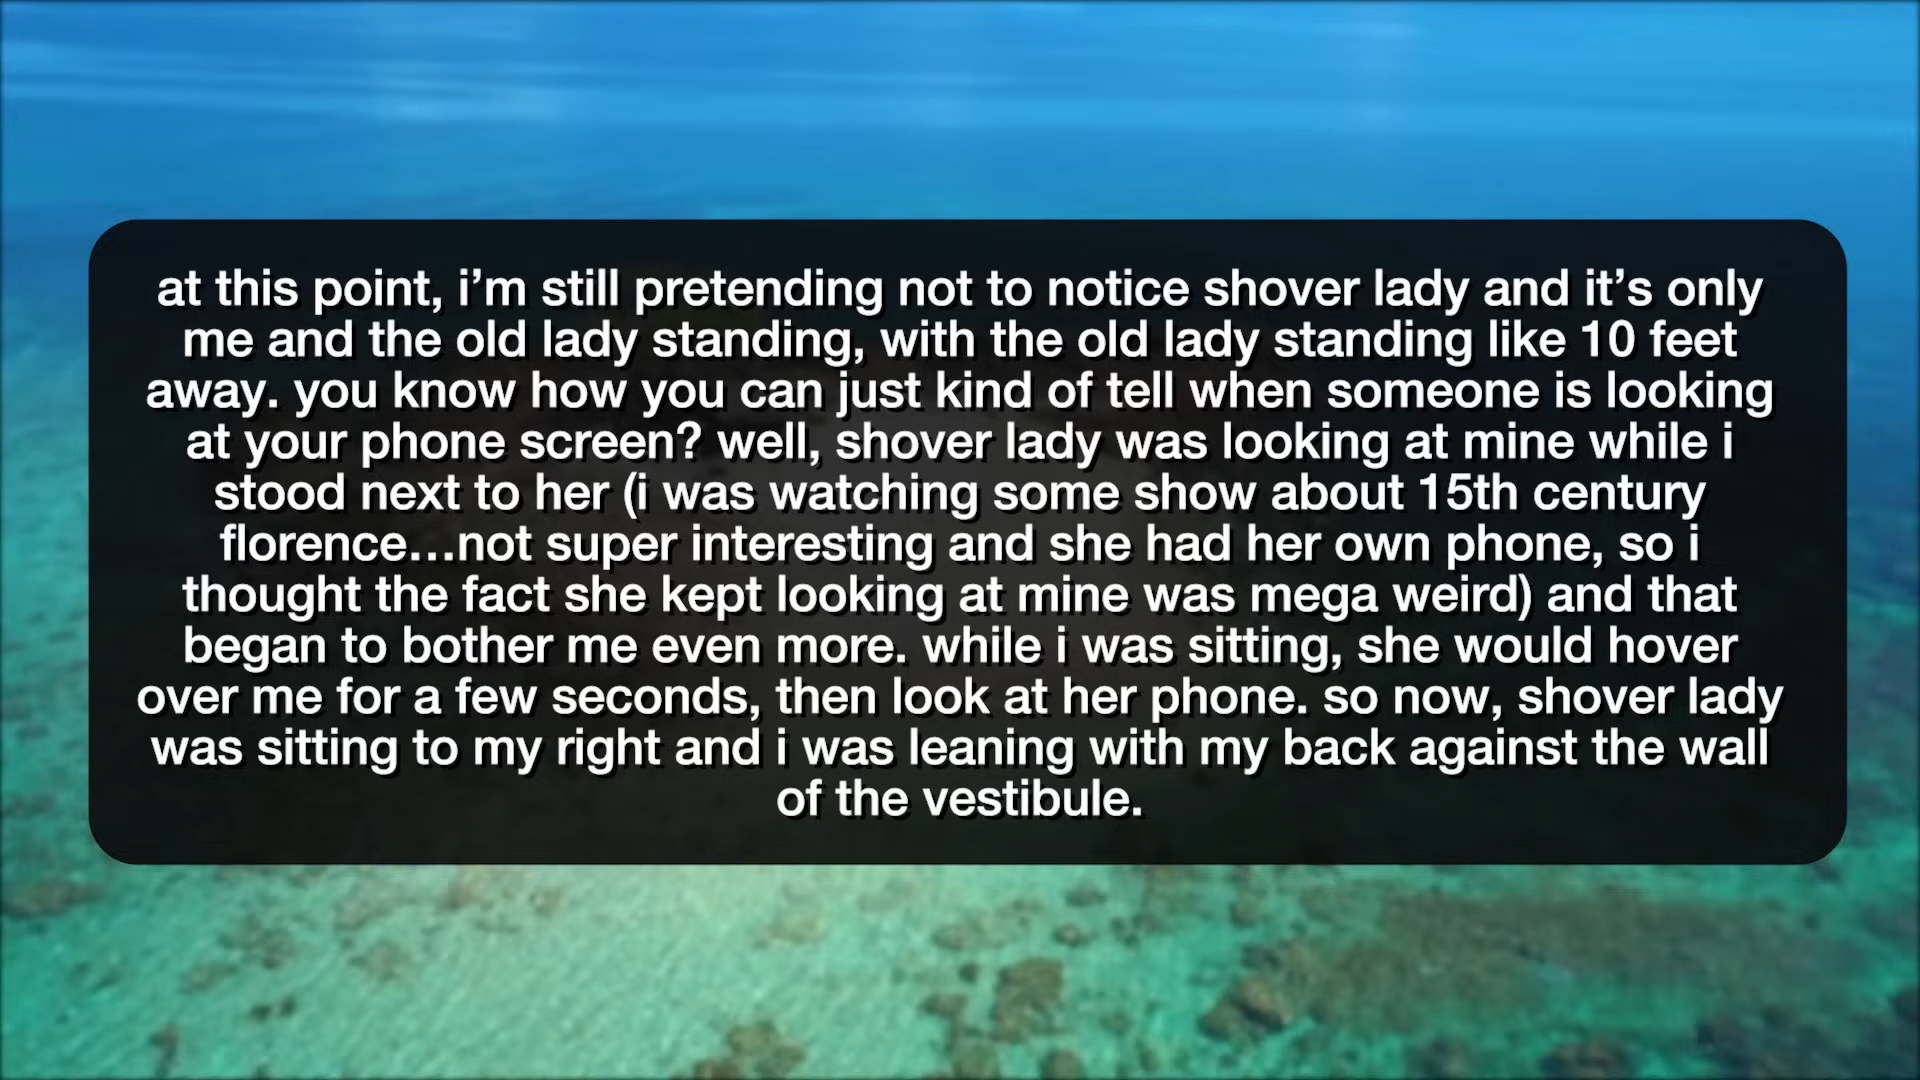 at this point, i’m still pretending not to notice shover lady and it’s only
me and the old lady standing, with the old lady standing like 10 feet
away. you know how you can just kind of tell when someone is looking
at your phone screen? well, shover lady was looking at mine while i
stood next to her (i was watching some show about 15th century
florence...not super interesting and she had her own phone, so i
thought the fact she kept looking at mine was mega weird) and that
began to bother me even more. while i was sitting, she would hover
over me for a few seconds, then look at her phone. so now, shover lady
was sitting to my right and i was leaning with my back against the wall
of the vestibule.